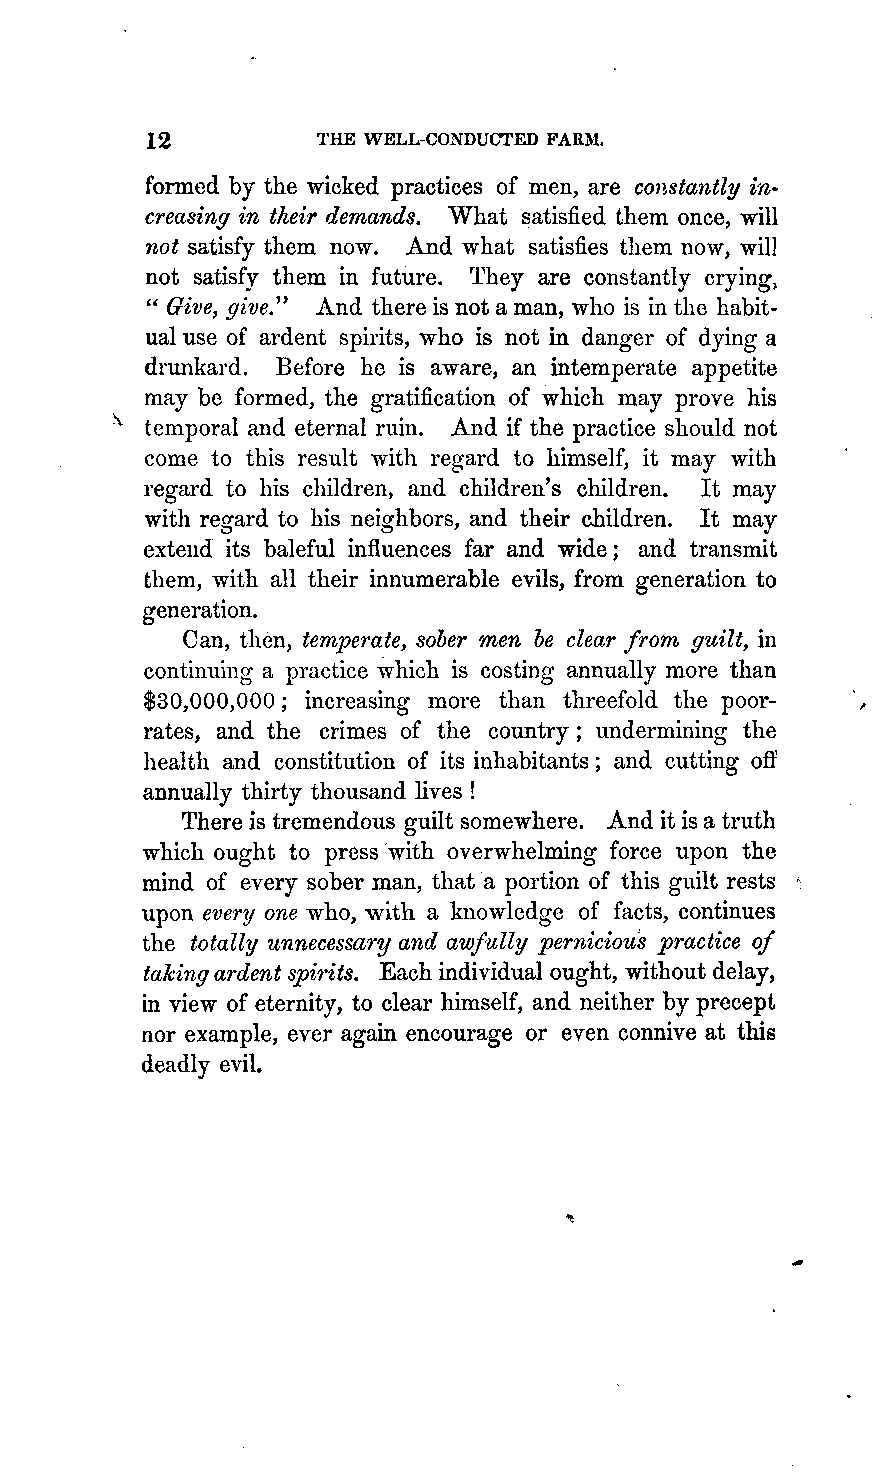 12 THE WELL-CONDUCTED FARM.
formed by the wicked practices of men, are constantly in-
creasing in their demands. What satisfied them once, will
not satisfy them now. And what satisfies them now, will
not satisfy them in future. They are constantly crying,
“ Give, give.” And there is not a man, who is in the habit-
ual use of ardent spirits, who is not in danger of dying a
drunkard. Before he is aware, an intemperate appetite
may be formed, the gratification of which may prove his
temporal and eternal ruin. And if the practice should not
come to this result with regard to himself, it may with
regard to his children, and children’s children. It may
with regard to his neighbors, and their children. It may
extend its baleful influences far and wide ; and transmit
them, with all their innumerable evils, from generation to
generation.
Can, then, temperate, sober men be clear from guilt, in
continuing a practice which is costing annually more than
$30,000,000 ; increasing more than threefold the poor-
rates, and the crimes of the country ; undermining the
health and constitution of its inhabitants ; and cutting off
annually thirty thousand lives !
There is tremendous guilt somewhere. And it is a truth
which ought to press with overwhelming force upon the
mind of every sober man, that a portion of this guilt rests
upon every one who, with a knowledge of facts, continues
the totally unnecessary and awfully pernicious practice of
taking ardent spirits. Each individual ought, without delay,
in view of eternity, to clear himself, and neither by precept
nor example, ever again encourage or even connive at this
deadly evil.